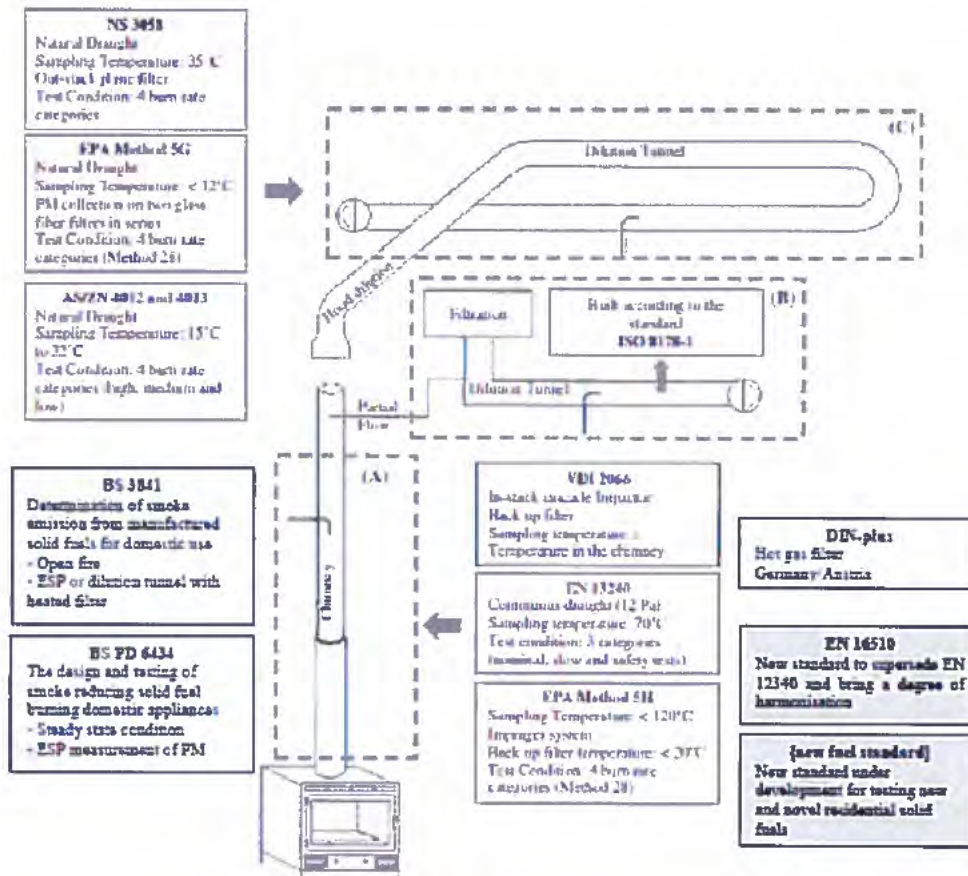 NS 3058
Natural Draught
Sampling Temperature: 35°C
Out-stack plane filter
Test Condition: 4 burn rate
categories
EPA Method 5G
Natural Draught
Sampling Temperature: < 32°C
PM collection on two glass
fiber filters in series
Test Condition: 4 burn rate
categories (Method 28)
AS/ZN 4012 and 4013
Natural Draught
Sampling Temperature: 15°C
to 32°C
Test Condition: 4 burn rate
categories (high, medium and
low)
(C)
Dilution Tunnel
Hood dilution
(B)
Filtration
Built according to the
standard
ISO 8178-1
Dilution Tunnel
Partial
Flow
(A)
Chimney
BS 3841
Determination of smoke
emission from manufactured
solid fuels for domestic use
- Open fire
- ESP or dilution tunnel with
heated filter
BS PD 6434
The design and testing of
smoke reducing solid fuel
burning domestic appliances
- Steady state condition
- ESP measurement of PM
VDI 2066
In-stack cascade Impactor
Back up filter
Sampling temperature =
Temperature in the chimney
EN 13240
Continuous draught (12 Pa)
Sampling temperature: 70°C
Test condition: 3 categories
(nominal, slow and safety tests)
EPA Method 5H
Sampling Temperature: < 120°C
Impinger system
Back up filter temperature: < 20°C
Test Condition: 4 burn rate
categories (Method 28)
DIN-plus
Hot gas filter
Germany/Austria
EN 16510
New standard to supersede EN
12340 and bring a degree of
harmonisation
[new fuel standard]
New standard under
development for testing new
and novel residential solid
fuels